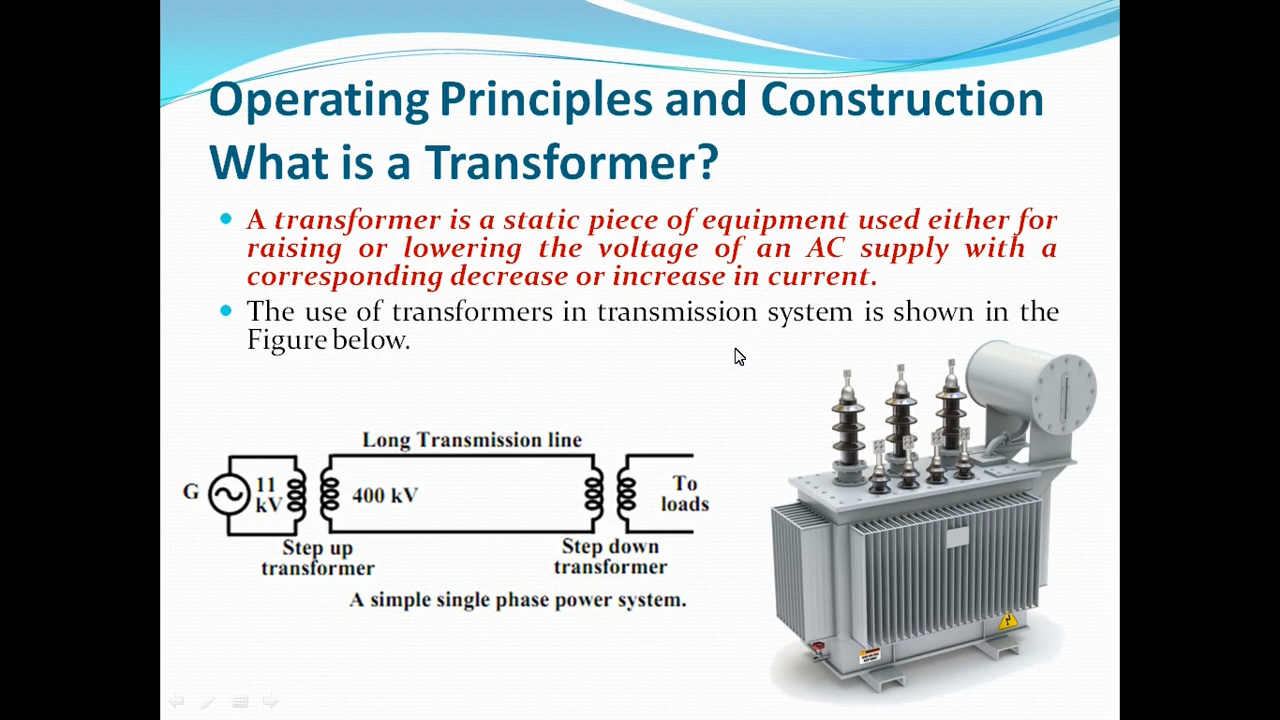 Operating Principles and Construction
What is a Transformer?
A transformer is a static piece of equipment used either for
raising or lowering the voltage of an AC supply with a
corresponding decrease or increase in current.
The use of transformers in transmission system is shown in the
Figure below.
Long Transmission line
G
11
kV
400 kV
To
loads
Step up
transformer
Step down
transformer
A simple single phase power system.